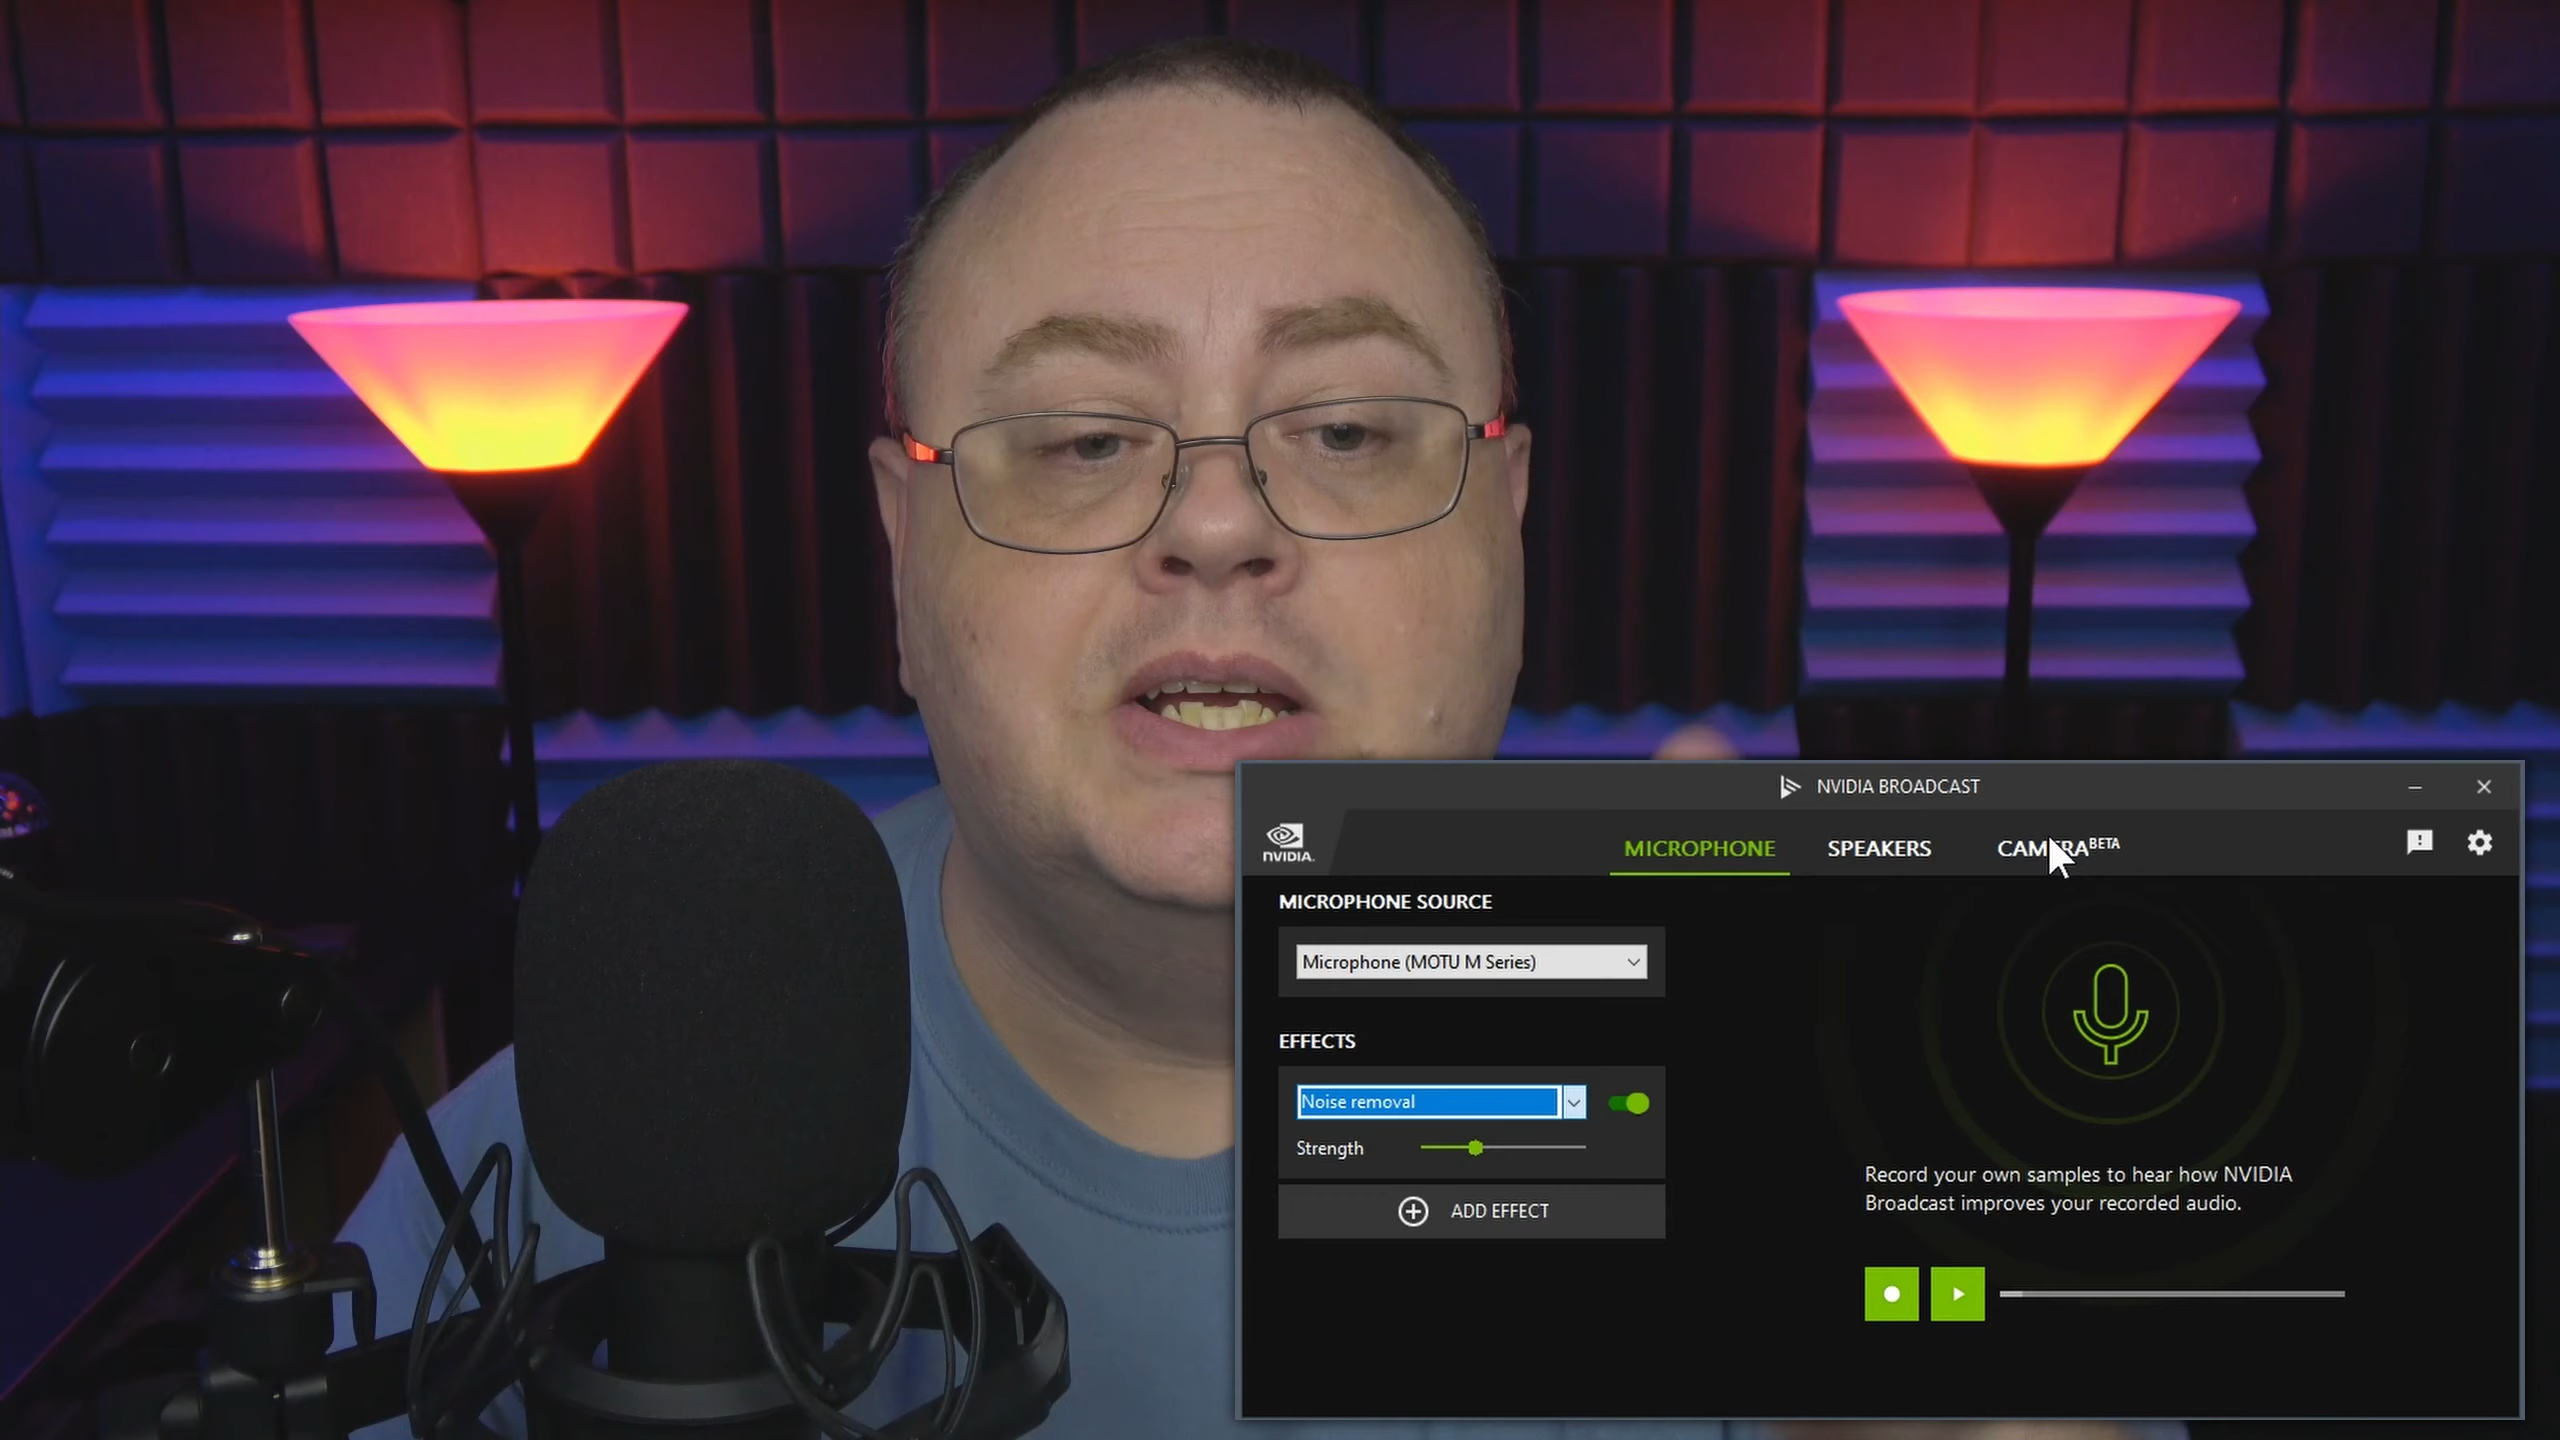 NVIDIA BROADCAST
NVIDIA.
MICROPHONE SPEAKERS CAMERA BETA
MICROPHONE SOURCE
Microphone (MOTU M Series)
EFFECTS
Noise removal
Strength
ADD EFFECT
Record your own samples to hear how NVIDIA
Broadcast improves your recorded audio.